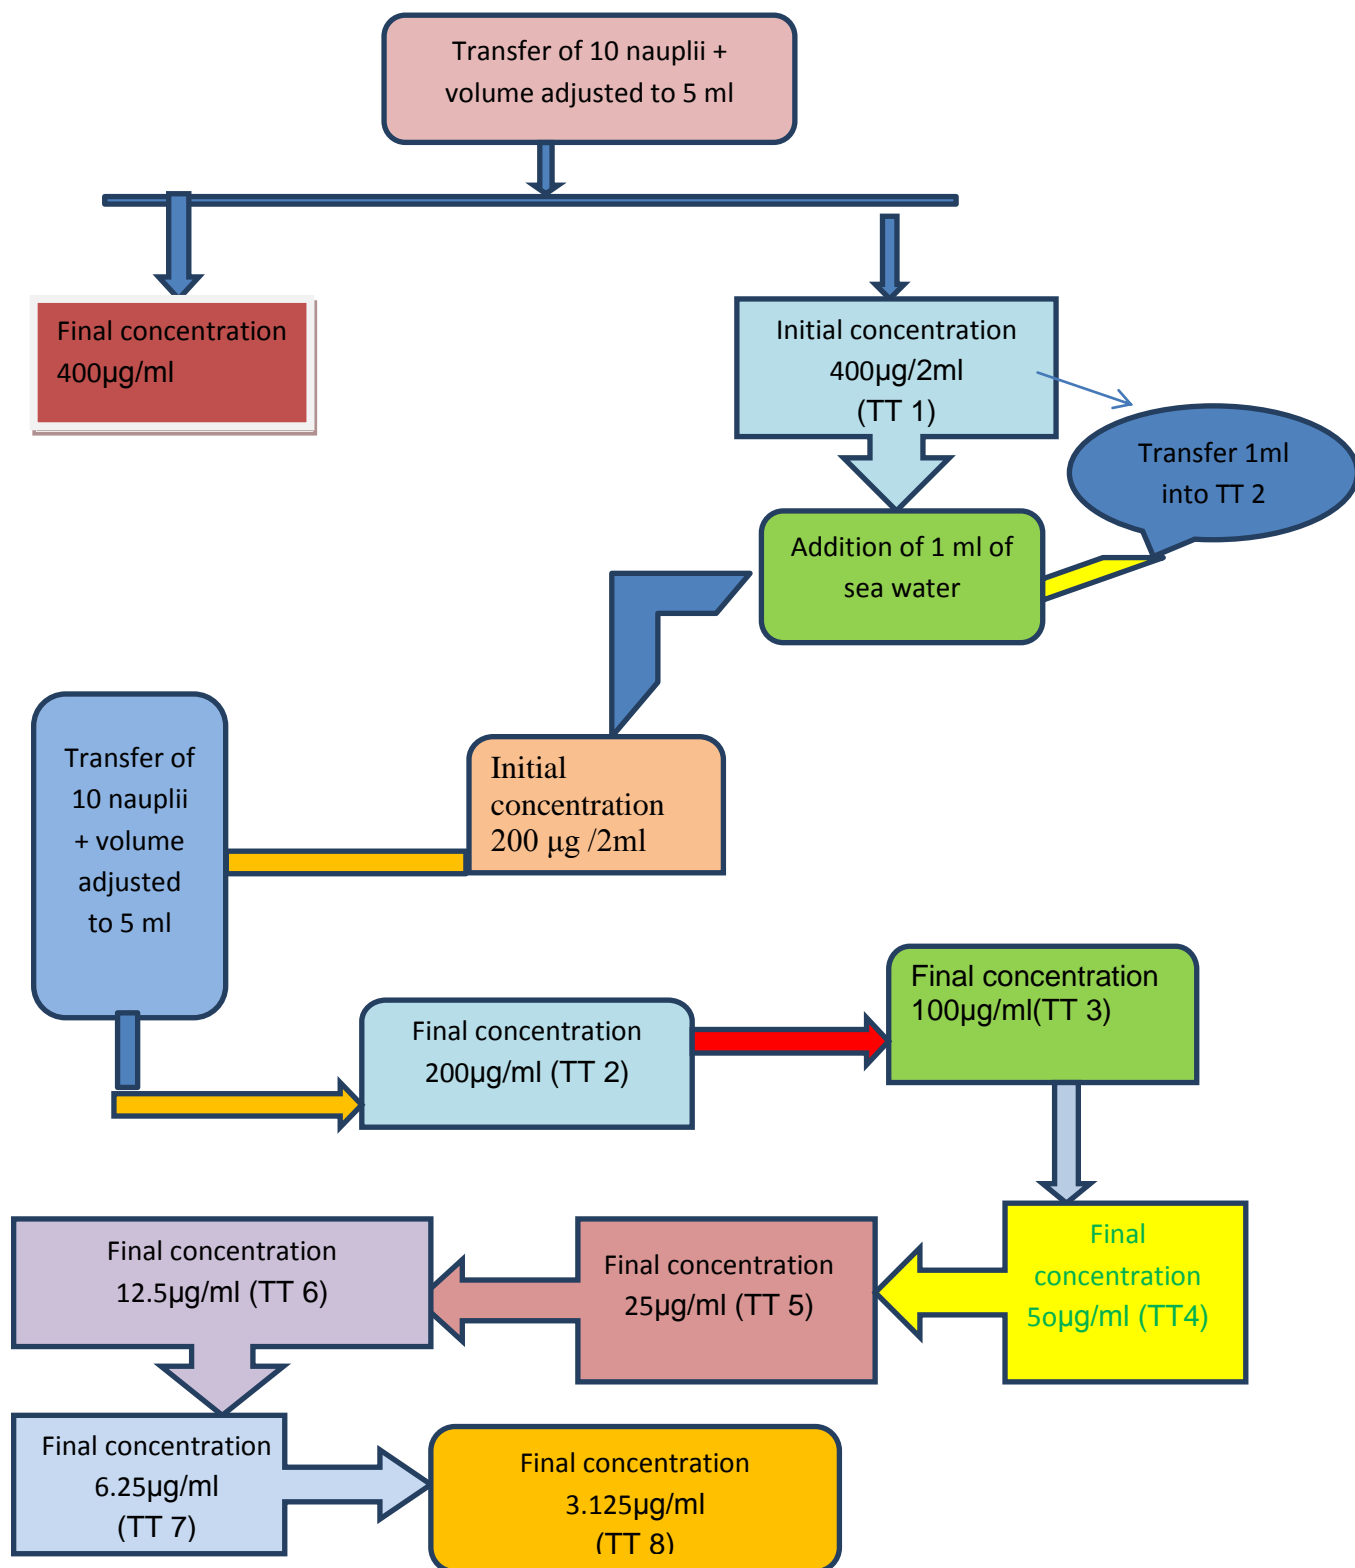 Transfer of 10 nauplii +
volume adjusted to 5 ml
Final concentration
400µg/ml
Initial concentration
400µg/2ml
(TT 1)
Transfer 1ml
into TT 2
Addition of 1 ml of
sea water
Initial
concentration
200 µg /2ml
Transfer of
10 nauplii
+ volume
adjusted
to 5 ml
Final concentration
200µg/ml (TT 2)
Final concentration
100µg/ml(TT 3)
Final
concentration
5oµg/ml (TT4)
Final concentration
25µg/ml (TT 5)
Final concentration
12.5µg/ml (TT 6)
Final concentration
6.25µg/ml
(TT 7)
Final concentration
3.125µg/ml
(TT 8)